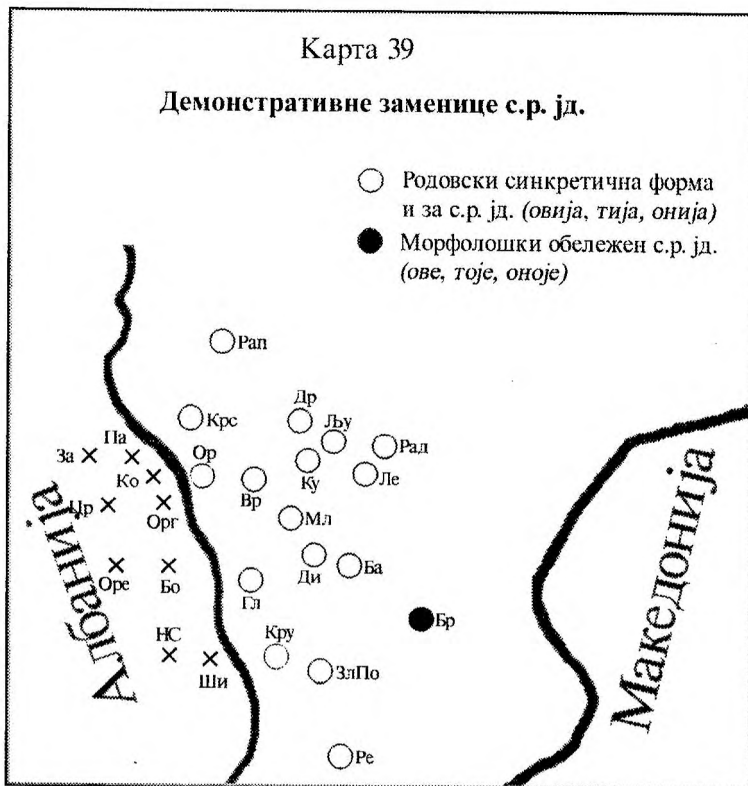 Карта 39
Демонстративне заменице с.р. јд.
Родовски синкретична форма
и за с.р. јд. (овија, тија, онија)
Морфолошки обележен с.р. јд.
(ове, тоје, оноје)
Рап
Крс
Др
Љу
Рад
Ор
Ку
Ле
Вр
Мл
Па
За
Ко
Цр
Орг
Ди
Ба
Оре
Бо
Гл
Бр
НС
Ши
Кру
ЗлПо
Ре
Албанија
Македонија